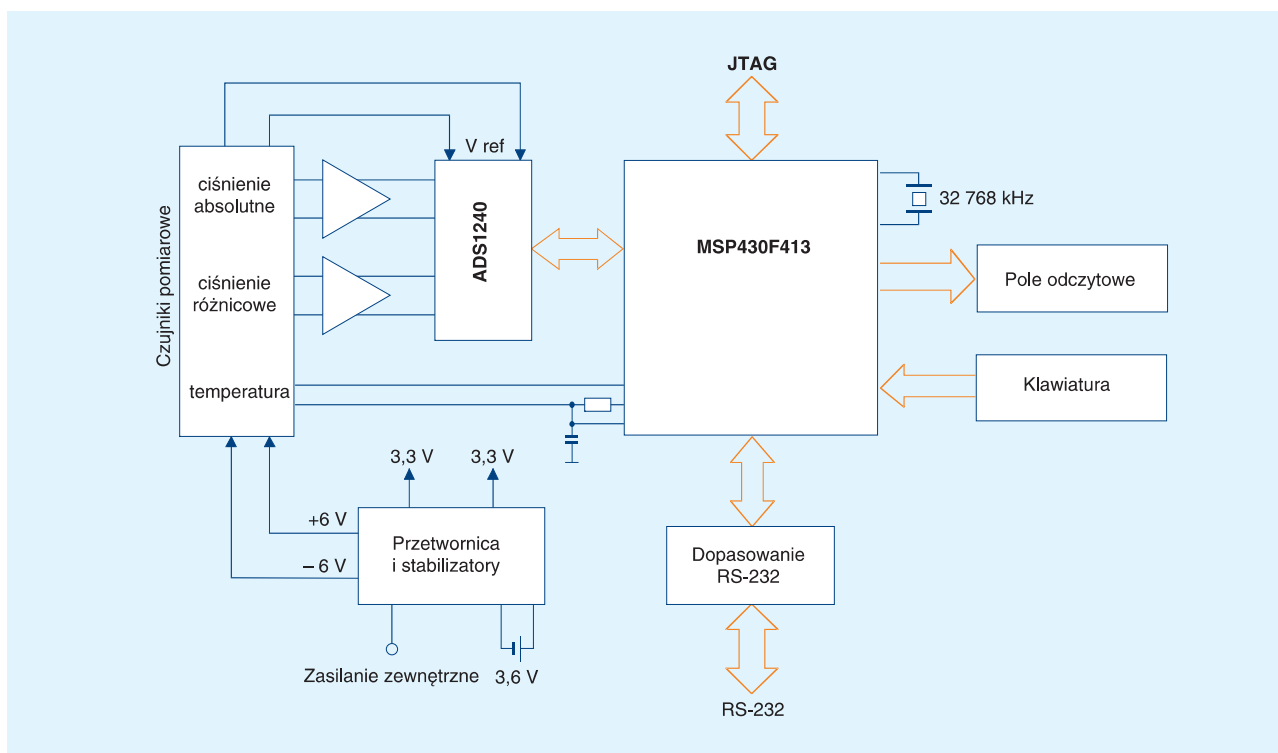 JTAG
V ref
Czujniki pomiarowe
ciśnienie
absolutne
ciśnienie
różnicowe
temperatura
ADS1240
MSP430F413
32 768 kHz
Pole odczytowe
Klawiatura
3,3 V
3,3 V
+6 V
– 6 V
Przetwornica
i stabilizatory
Zasilanie zewnętrzne
3,6 V
Dopasowanie
RS-232
RS-232